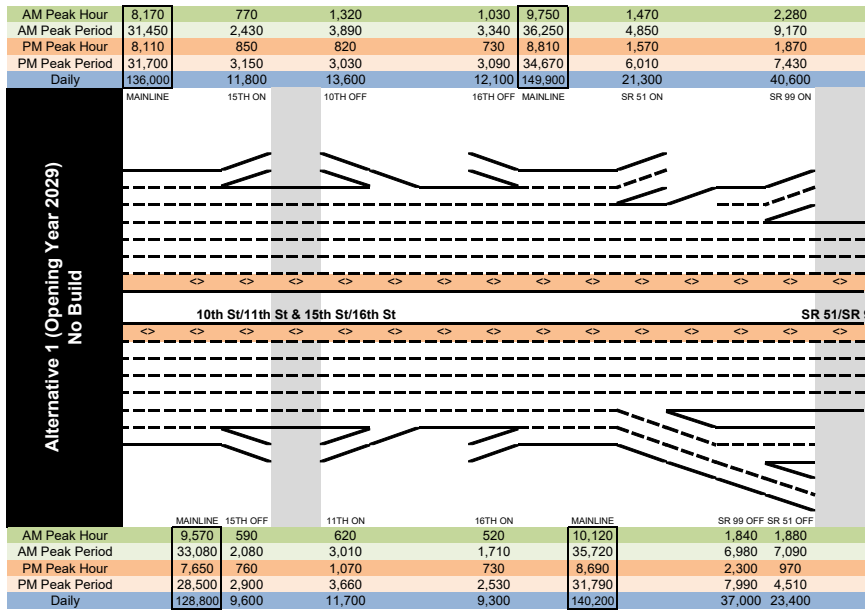 AM Peak Hour 8,170 770 1,320 1,030 9,750 1,470 2,280
AM Peak Period 31,450 2,430 3,890 3,340 36,250 4,850 9,170
PM Peak Hour 8,110 850 820 730 8,810 1,570 1,870
PM Peak Period 31,700 3,150 3,030 3,090 34,670 6,010 7,430
Daily 136,000 11,800 13,600 12,100 149,900 21,300 40,600
MAINLINE 15TH ON 10TH OFF 16TH OFF MAINLINE SR 51 ON SR 99 ON
Alternative 1 (Opening Year 2029)
No Build
<> <> <> <> <> <> <> <> <> <> <> <> <> <>
10th St/11th St & 15th St/16th St SR 51/SR
<> <> <> <> <> <> <> <> <> <> <> <> <> <> <>
MAINLINE 15TH OFF 11TH ON 16TH ON MAINLINE SR 99 OFF SR 51 OFF
AM Peak Hour 9,570 590 620 520 10,120 1,840 1,880
AM Peak Period 33,080 2,080 3,010 1,710 35,720 6,980 7,090
PM Peak Hour 7,650 760 1,070 730 8,690 2,300 970
PM Peak Period 28,500 2,900 3,660 2,530 31,790 7,990 4,510
Daily 128,800 9,600 11,700 9,300 140,200 37,000 23,400